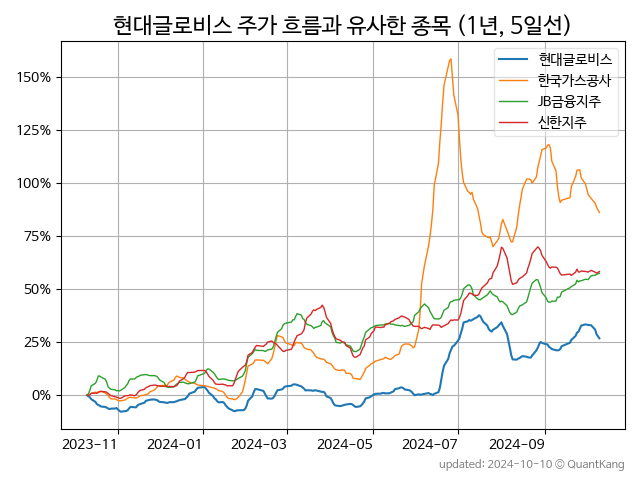 현대글로비스 주가 흐름과 유사한 종목 (1년, 5일선)
현대글로비스
한국가스공사
JB금융지주
신한지주
150%
125%
100%
75%
50%
25%
0%
2023-11 2024-01 2024-03 2024-05 2024-07 2024-09
updated: 2024-10-10 © QuantKang